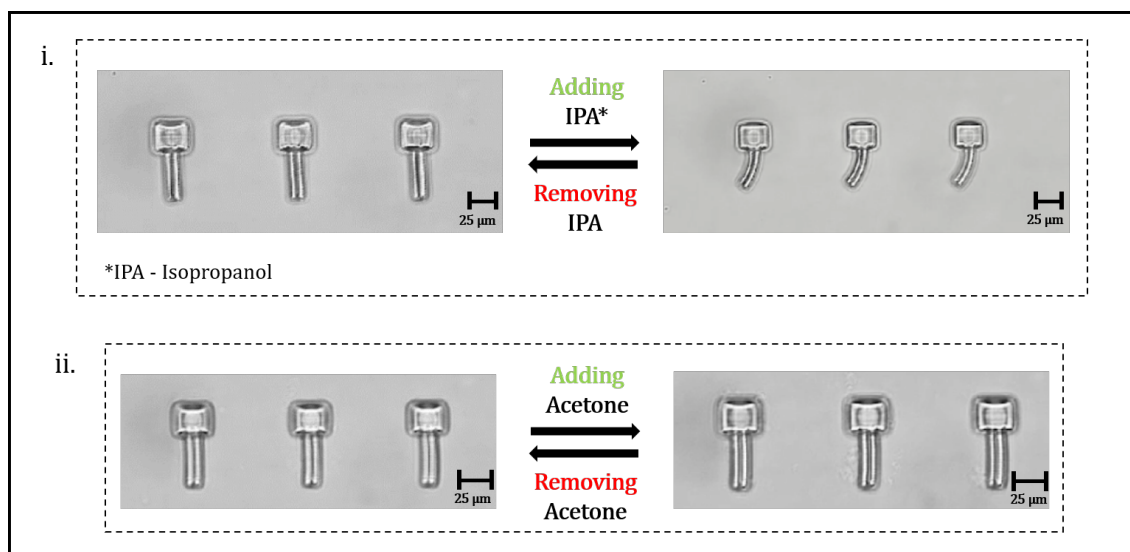 i.
Adding
IPA*
Removing
IPA
25 µm
25 µm
*IPA - Isopropanol
ii.
Adding
Acetone
Removing
Acetone
25 µm
25 µm